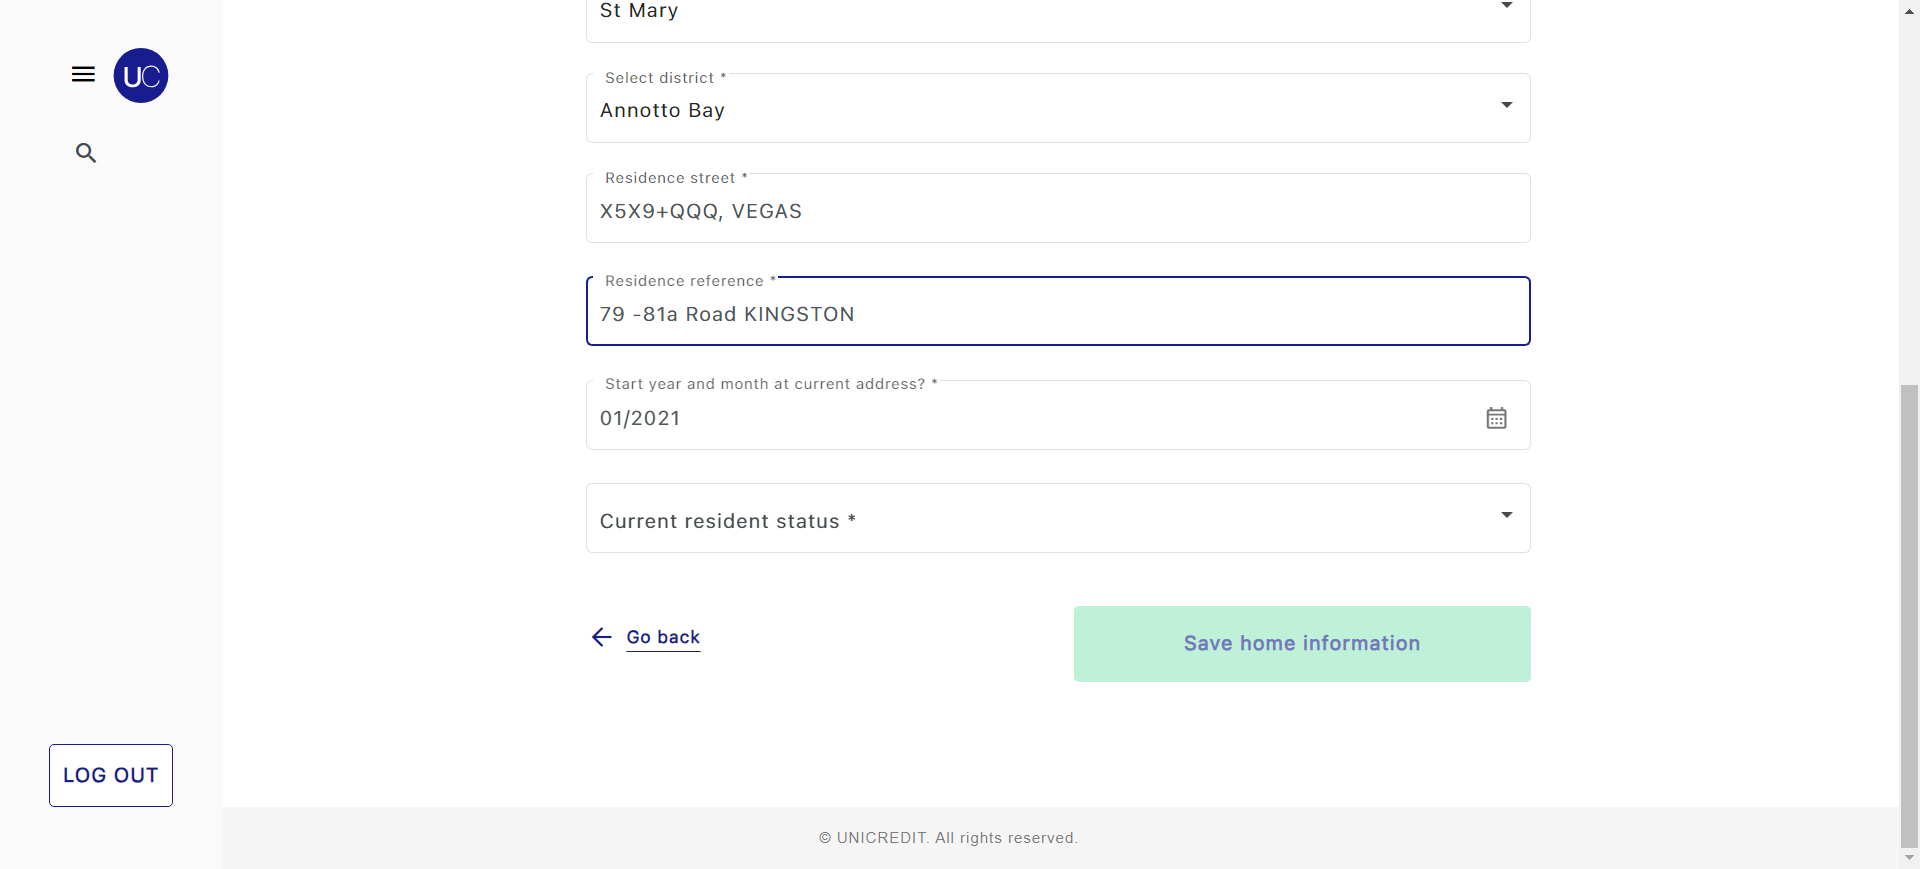 St Mary
UC
Select district *
Annotto Bay
Residence street *
X5X9+QQQ, VEGAS
Residence reference *
79 -81a Road KINGSTON
Start year and month at current address? *
01/2021
Current resident status *
Go back
Save home information
LOG OUT
© UNICREDIT. All rights reserved.